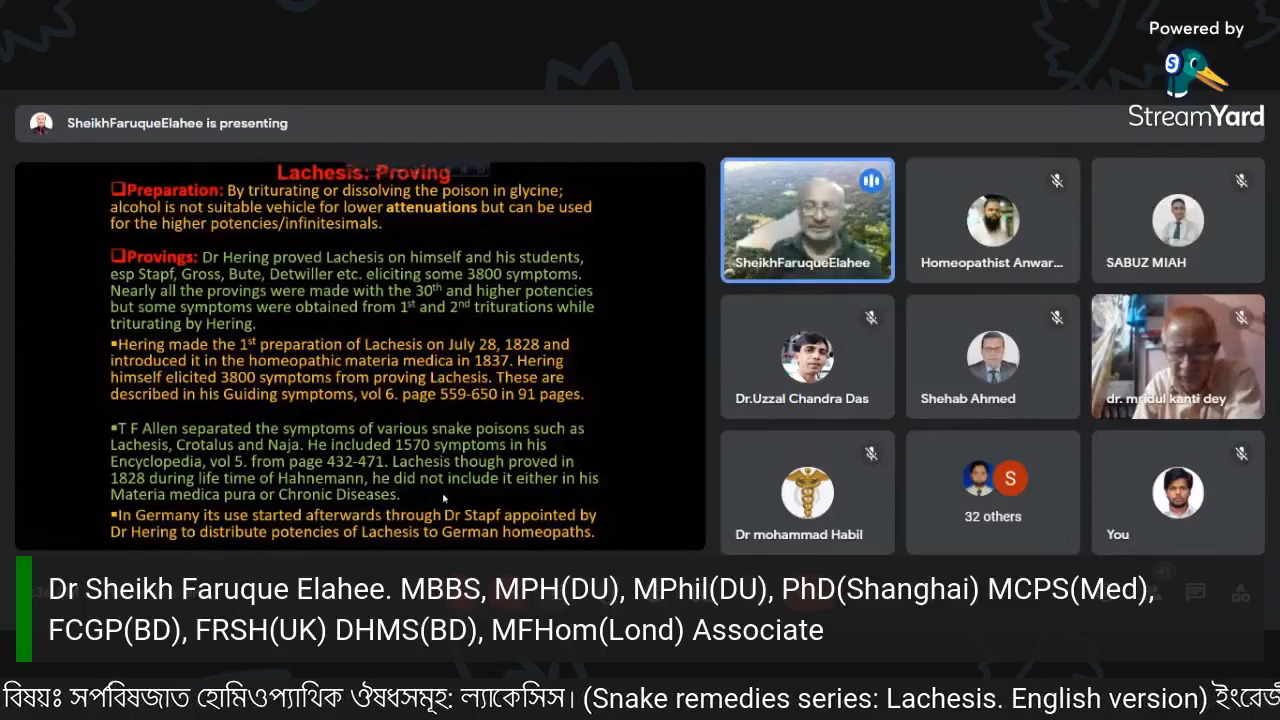 Powered by
StreamYard
SheikhFaruqueElahee is presenting
Lachesis: Proving
❑Preparation: By triturating or dissolving the poison in glycine;
alcohol is not suitable vehicle for lower attenuations but can be used
for the higher potencies/infinitesimals.
❑Provings: Dr Hering proved Lachesis on himself and his students,
esp Stapf, Gross, Bute, Detwiller etc. eliciting some 3800 symptoms.
Nearly all the provings were made with the 30th and higher potencies
but some symptoms were obtained from 1st and 2nd triturations while
triturating by Hering.
▪Hering made the 1st preparation of Lachesis on July 28, 1828 and
introduced it in the homeopathic materia medica in 1837. Hering
himself elicited 3800 symptoms from proving Lachesis. These are
described in his Guiding symptoms, vol 6. page 559-650 in 91 pages.
▪T F Allen separated the symptoms of various snake poisons such as
Lachesis, Crotalus and Naja. He included 1570 symptoms in his
Encyclopedia, vol 5. from page 432-471. Lachesis though proved in
1828 during life time of Hahnemann, he did not include it either in his
Materia medica pura or Chronic Diseases.
▪In Germany its use started afterwards through Dr Stapf appointed by
Dr Hering to distribute potencies of Lachesis to German homeopaths.
SheikhFaruqueElahee
Homeopathist Anwar...
SABUZ MIAH
Dr.Uzzal Chandra Das
Shehab Ahmed
dr. mridul kanti dey
Dr mohammad Habil
S
32 others
You
41
Dr Sheikh Faruque Elahee. MBBS, MPH(DU), MPhil(DU), PhD(Shanghai) MCPS(Med),
FCGP(BD), FRSH(UK) DHMS(BD), MFHom(Lond) Associate
বিষয়ঃ সর্পবিষজাত হোমিওপ্যাথিক ঔষধসমূহ: ল্যাকেসিস। (Snake remedies series: Lachesis. English version)